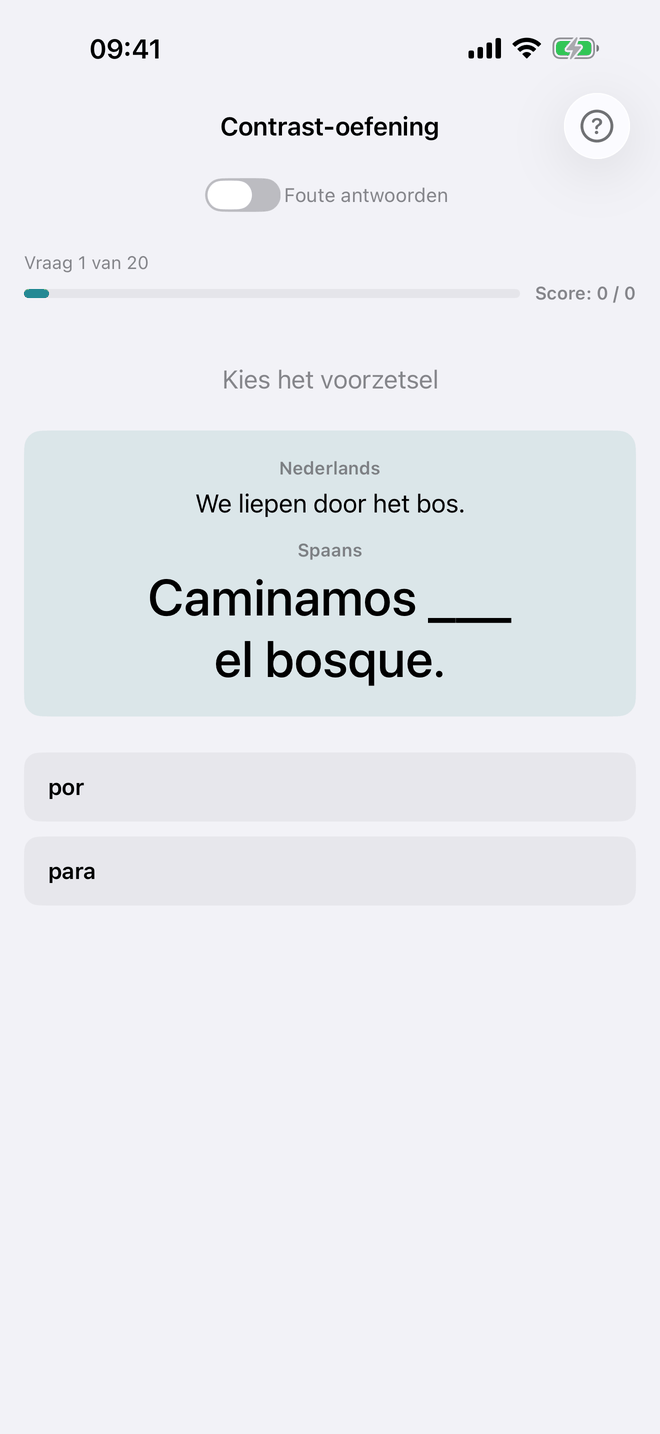 09:41
Contrast-oefening
Foute antwoorden
Vraag 1 van 20
Score: 0 / 0
Kies het voorzetsel
Nederlands
We liepen door het bos.
Spaans
Caminamos ___
el bosque.
por
para